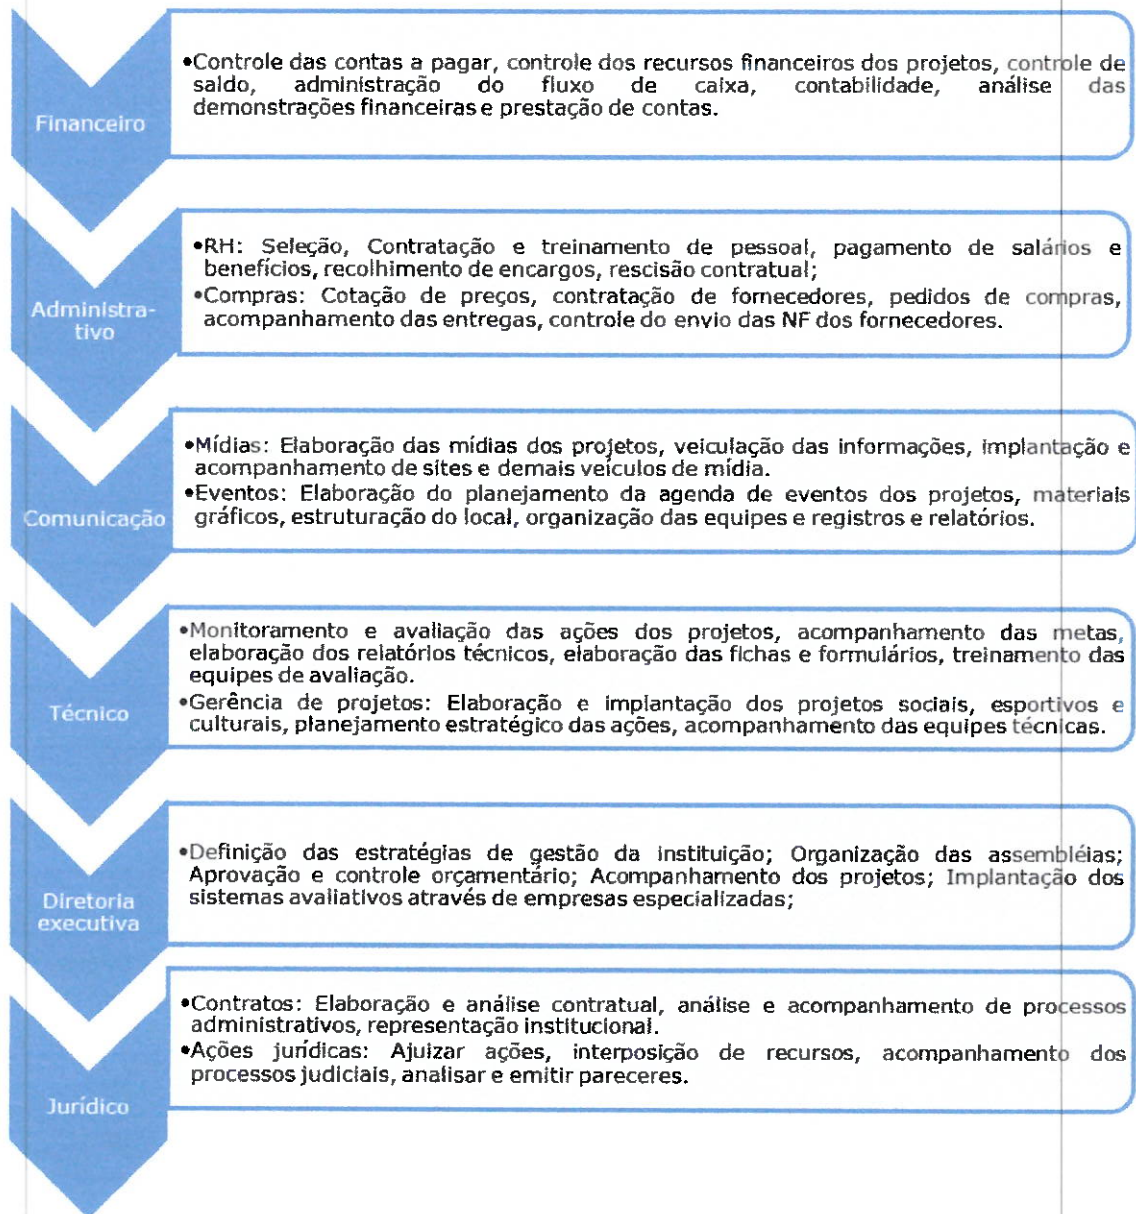 Financeiro
•Controle das contas a pagar, controle dos recursos financeiros dos projetos, controle de
saldo, administração do fluxo de caixa, contabilidade, análise das
demonstrações financeiras e prestação de contas.
Administra-
tivo
•RH: Seleção, Contratação e treinamento de pessoal, pagamento de salários e
benefícios, recolhimento de encargos, rescisão contratual;
•Compras: Cotação de preços, contratação de fornecedores, pedidos de compras,
acompanhamento das entregas, controle do envio das NF dos fornecedores.
Comunicação
•Mídias: Elaboração das mídias dos projetos, veiculação das informações, implantação e
acompanhamento de sites e demais veículos de mídia.
•Eventos: Elaboração do planejamento da agenda de eventos dos projetos, materiais
gráficos, estruturação do local, organização das equipes e registros e relatórios.
Técnico
•Monitoramento e avaliação das ações dos projetos, acompanhamento das metas,
elaboração dos relatórios técnicos, elaboração das fichas e formulários, treinamento das
equipes de avaliação.
•Gerência de projetos: Elaboração e implantação dos projetos sociais, esportivos e
culturais, planejamento estratégico das ações, acompanhamento das equipes técnicas.
Diretoria
executiva
•Definição das estratégias de gestão da instituição; Organização das assembléias;
Aprovação e controle orçamentário; Acompanhamento dos projetos; Implantação dos
sistemas avaliativos através de empresas especializadas;
Jurídico
•Contratos: Elaboração e análise contratual, análise e acompanhamento de processos
administrativos, representação institucional.
•Ações jurídicas: Ajuizar ações, interposição de recursos, acompanhamento dos
processos judiciais, analisar e emitir pareceres.